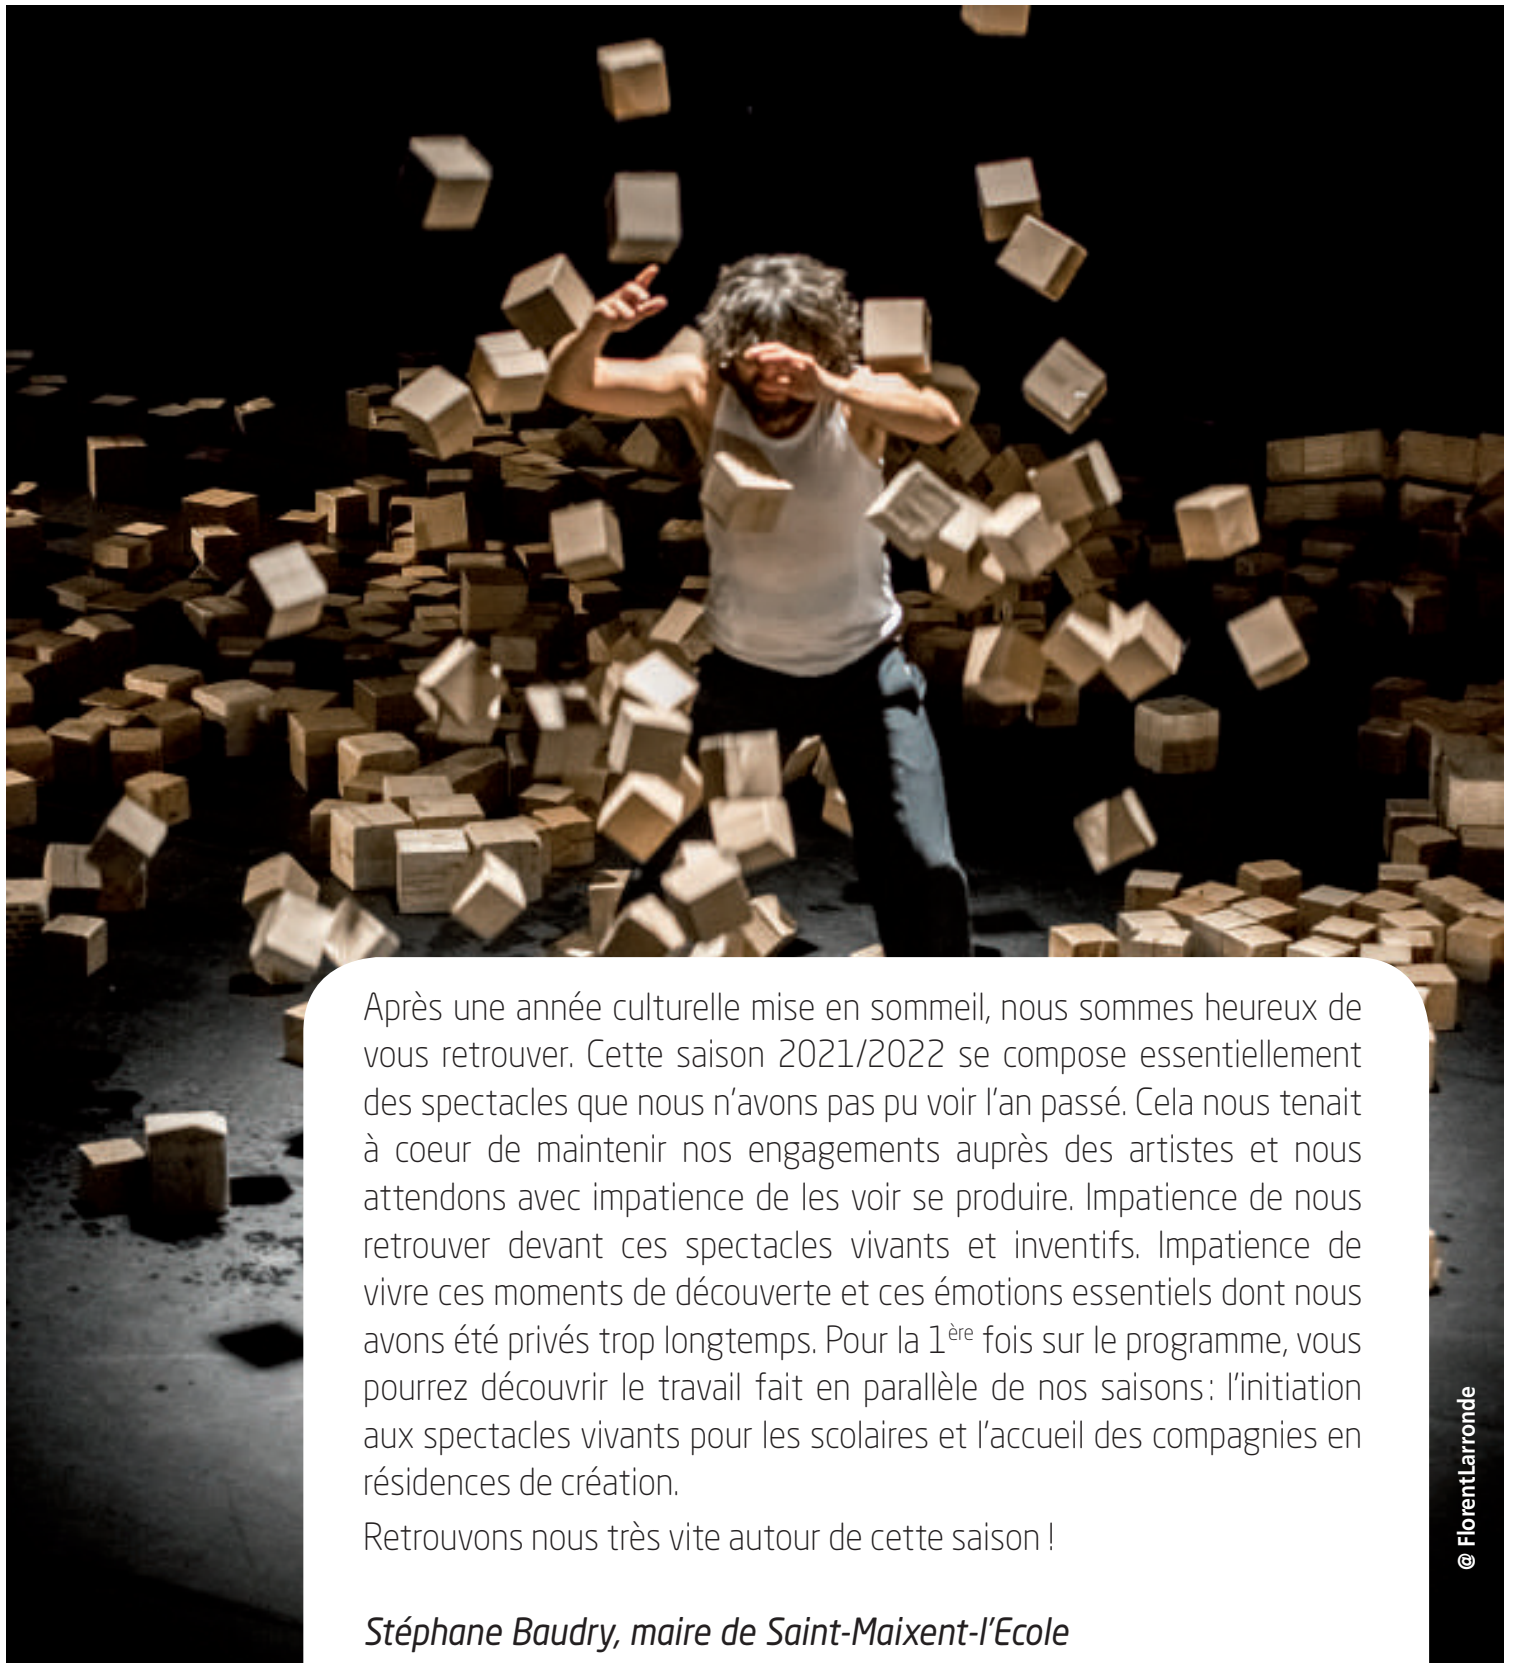 Après une année culturelle mise en sommeil, nous sommes heureux de
vous retrouver. Cette saison 2021/2022 se compose essentiellement
des spectacles que nous n'avons pas pu voir l'an passé. Cela nous tenait
à coeur de maintenir nos engagements auprès des artistes et nous
attendons avec impatience de les voir se produire. Impatience de nous
retrouver devant ces spectacles vivants et inventifs. Impatience de
vivre ces moments de découverte et ces émotions essentiels dont nous
avons été privés trop longtemps. Pour la 1ère fois sur le programme, vous
pourrez découvrir le travail fait en parallèle de nos saisons : l'initiation
aux spectacles vivants pour les scolaires et l'accueil des compagnies en
résidences de création.
Retrouvons nous très vite autour de cette saison !
Stéphane Baudry, maire de Saint-Maixent-l'Ecole
@ FlorentLarronde